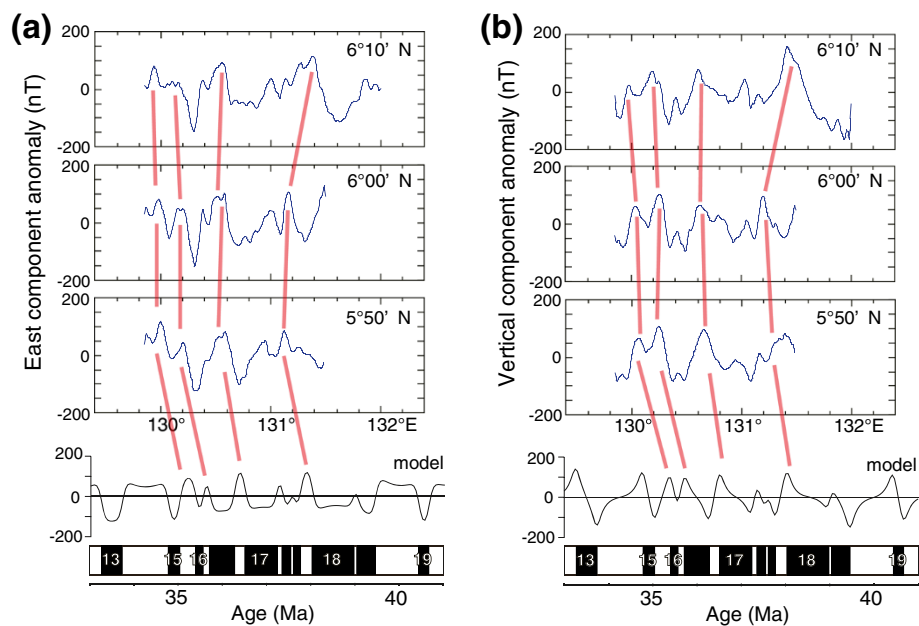 (a)
East component anomaly (nT)
200
0
-200
6°10' N
200
0
-200
6°00' N
200
0
-200
5°50' N
130° 131° 132°E
200
0
-200
model
13 15 16 17 18 19
35 40
Age (Ma)
(b)
Vertical component anomaly (nT)
200
0
-200
6°10' N
200
0
-200
6°00' N
200
0
-200
5°50' N
130° 131° 132°E
200
0
-200
model
13 15 16 17 18 19
35 40
Age (Ma)